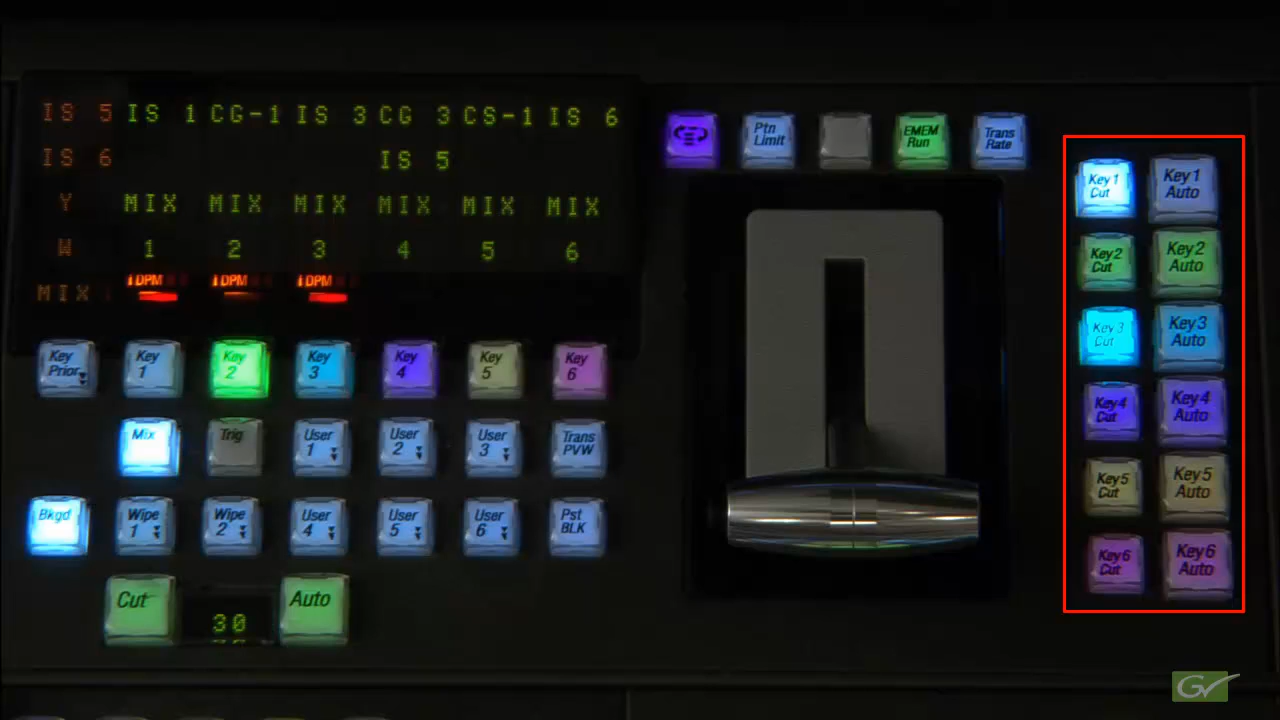 IS 5 IS 1 CG-1 IS 3 CG 3 CS-1 IS 6
IS 6 IS 5
Y MIX MIX MIX MIX MIX MIX
W 1 2 3 4 5 6
DPM DPM DPM
MIX
Ptn Limit
EMEM Run
Trans Rate
Key Prior
Key 1
Key 2
Key 3
Key 4
Key 5
Key 6
Mix
Trig
User 1
User 2
User 3
Trans PVW
Bkgd
Wipe 1
Wipe 2
User 4
User 5
User 6
Pst BLK
Cut
30
Auto
Key 1 Cut
Key 1 Auto
Key 2 Cut
Key 2 Auto
Key 3 Cut
Key 3 Auto
Key 4 Cut
Key 4 Auto
Key 5 Cut
Key 5 Auto
Key 6 Cut
Key 6 Auto
GV